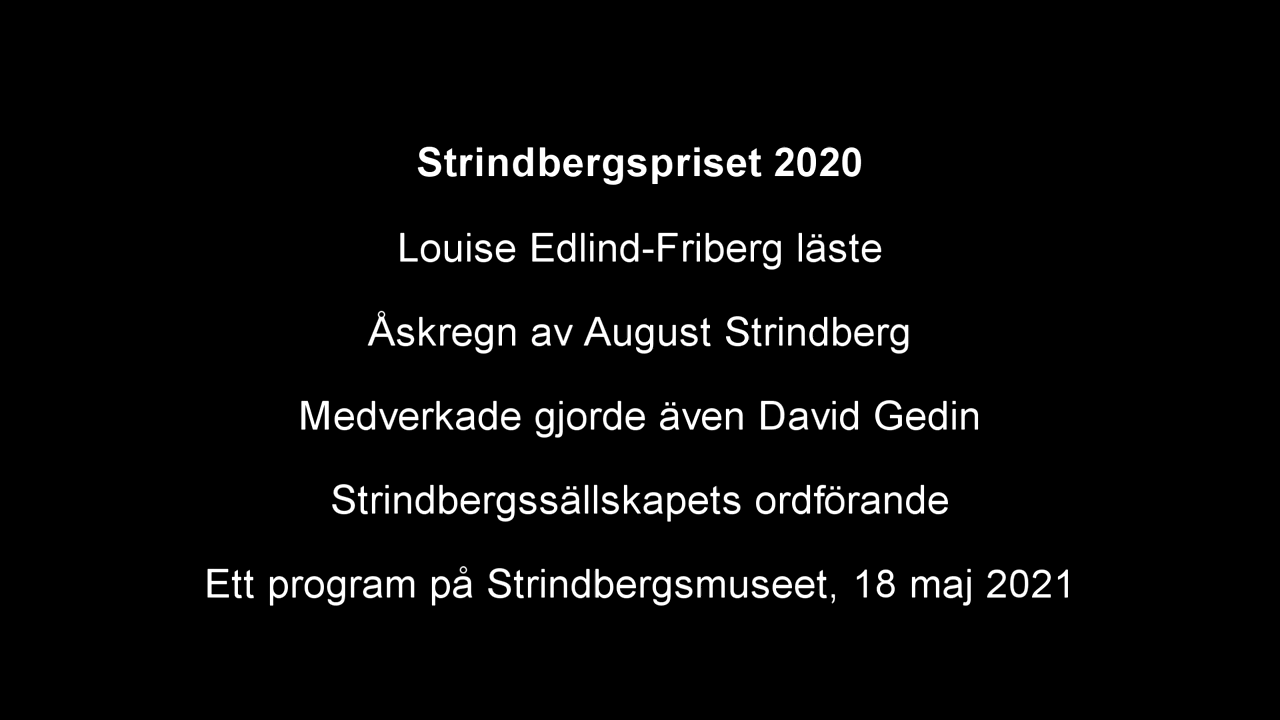 Strindbergspriset 2020
Louise Edlind-Friberg läste
Åskregn av August Strindberg
Medverkade gjorde även David Gedin
Strindbergssällskapets ordförande
Ett program på Strindbergsmuseet, 18 maj 2021